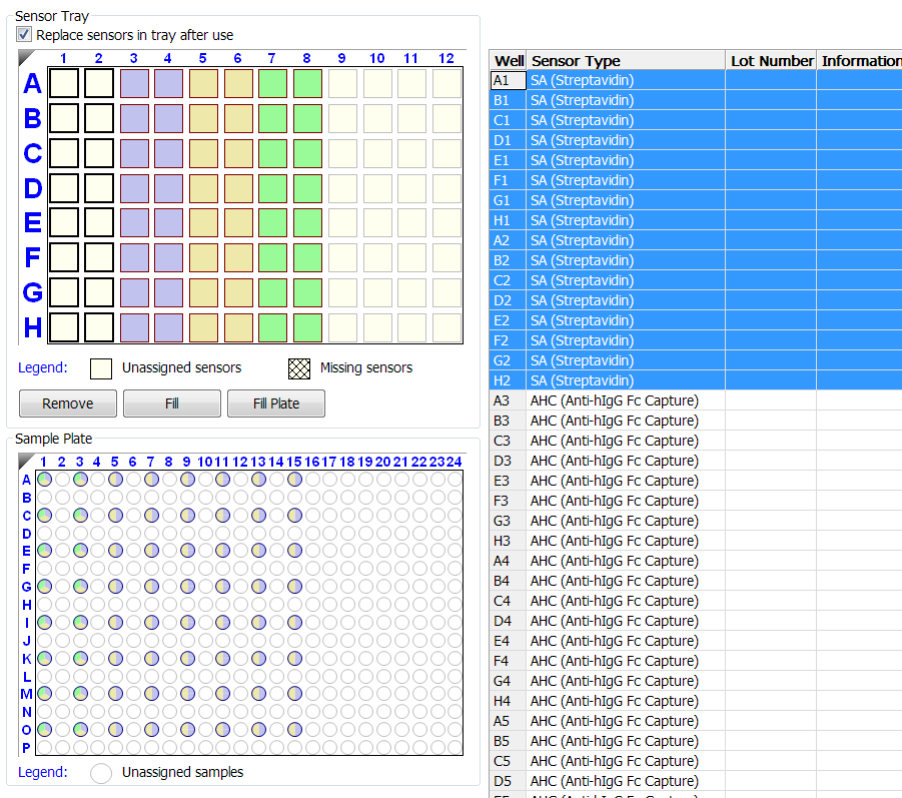 Sensor Tray
Replace sensors in tray after use
1 2 3 4 5 6 7 8 9 10 11 12
A
B
C
D
E
F
G
H
Legend: Unassigned sensors Missing sensors
Remove Fill Fill Plate
Sample Plate
1 2 3 4 5 6 7 8 9 10 11 12 13 14 15 16 17 18 19 20 21 22 23 24
A
B
C
D
E
F
G
H
I
J
K
L
M
N
O
P
Legend: Unassigned samples
Well Sensor Type Lot Number Information
A1 SA (Streptavidin)
B1 SA (Streptavidin)
C1 SA (Streptavidin)
D1 SA (Streptavidin)
E1 SA (Streptavidin)
F1 SA (Streptavidin)
G1 SA (Streptavidin)
H1 SA (Streptavidin)
A2 SA (Streptavidin)
B2 SA (Streptavidin)
C2 SA (Streptavidin)
D2 SA (Streptavidin)
E2 SA (Streptavidin)
F2 SA (Streptavidin)
G2 SA (Streptavidin)
H2 SA (Streptavidin)
A3 AHC (Anti-hIgG Fc Capture)
B3 AHC (Anti-hIgG Fc Capture)
C3 AHC (Anti-hIgG Fc Capture)
D3 AHC (Anti-hIgG Fc Capture)
E3 AHC (Anti-hIgG Fc Capture)
F3 AHC (Anti-hIgG Fc Capture)
G3 AHC (Anti-hIgG Fc Capture)
H3 AHC (Anti-hIgG Fc Capture)
A4 AHC (Anti-hIgG Fc Capture)
B4 AHC (Anti-hIgG Fc Capture)
C4 AHC (Anti-hIgG Fc Capture)
D4 AHC (Anti-hIgG Fc Capture)
E4 AHC (Anti-hIgG Fc Capture)
F4 AHC (Anti-hIgG Fc Capture)
G4 AHC (Anti-hIgG Fc Capture)
H4 AHC (Anti-hIgG Fc Capture)
A5 AHC (Anti-hIgG Fc Capture)
B5 AHC (Anti-hIgG Fc Capture)
C5 AHC (Anti-hIgG Fc Capture)
D5 AHC (Anti-hIgG Fc Capture)